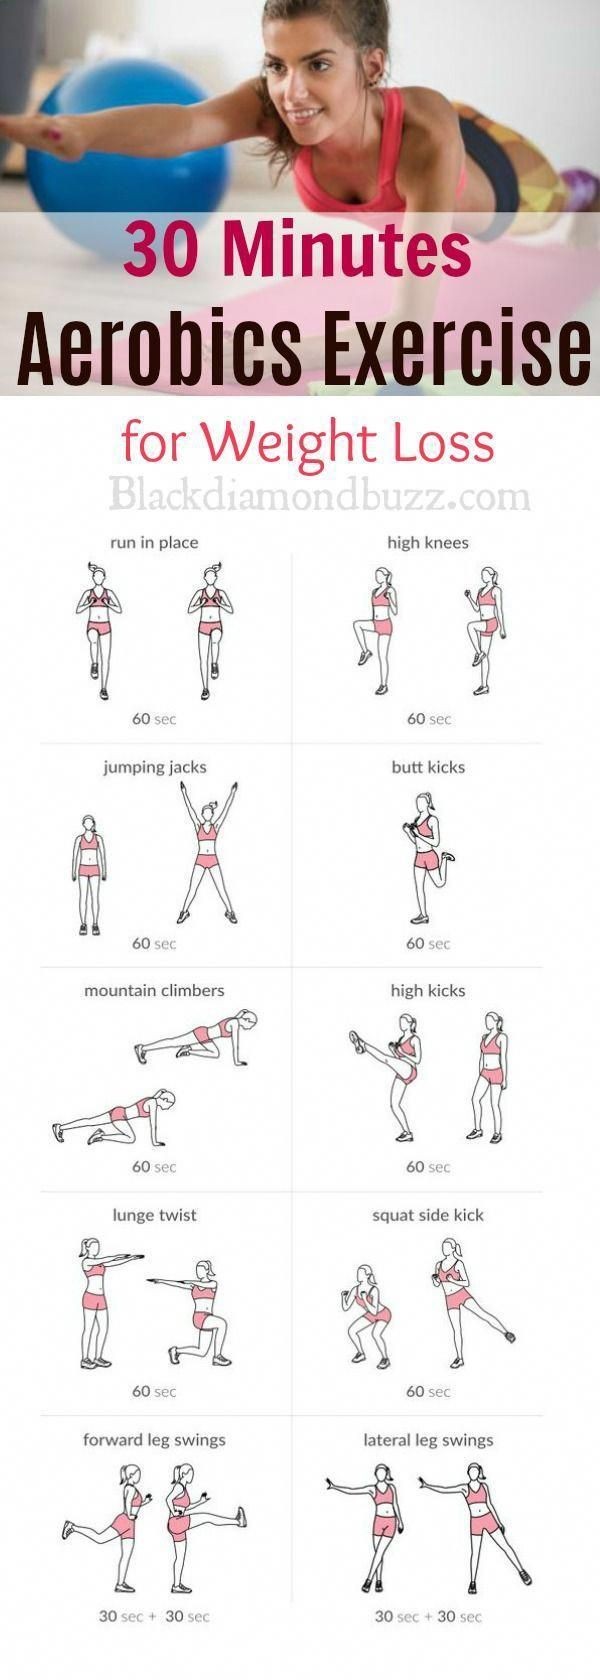 30 Minutes
Aerobics Exercise
for Weight Loss
Blackdiamondbuzz.com
run in place
high knees
60 sec
60 sec
jumping jacks
butt kicks
60 sec
60 sec
mountain climbers
high kicks
60 sec
60 sec
lunge twist
squat side kick
60 sec
60 sec
forward leg swings
lateral leg swings
30 sec + 30 sec
30 sec + 30 sec